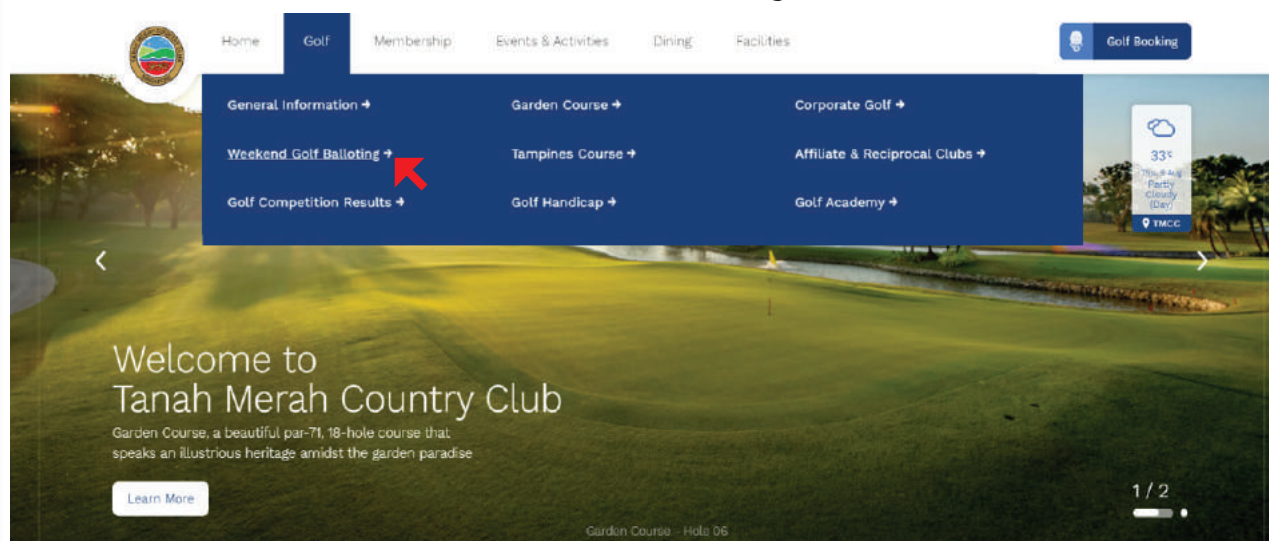 Home Golf Membership Events & Activities Dining Facilities Golf Booking
General Information → Garden Course → Corporate Golf →
Weekend Golf Balloting → Tampines Course → Affiliate & Reciprocal Clubs →
Golf Competition Results → Golf Handicap → Golf Academy →
33°c
Partly
Cloudy
(Day)
TMCC
Welcome to
Tanah Merah Country Club
Garden Course, a beautiful par-71, 18-hole course that
speaks an illustrious heritage amidst the garden paradise
Learn More
1 / 2
Garden Course - Hole 06